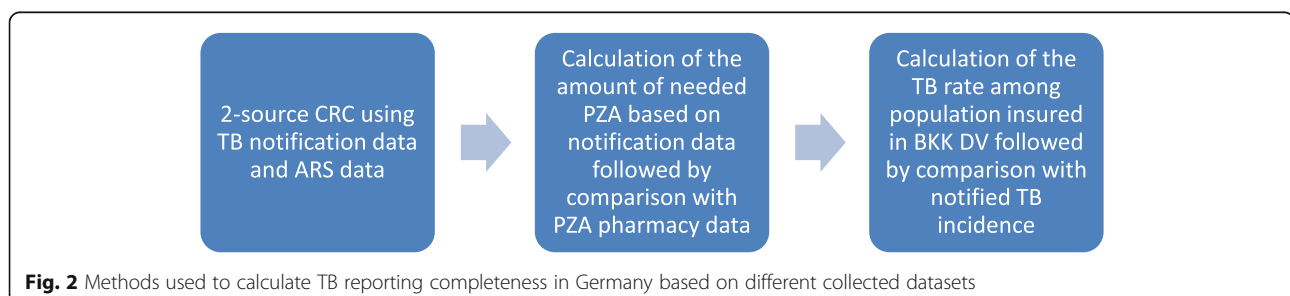 2-source CRC using
TB notification data
and ARS data
Calculation of the
amount of needed
PZA based on
notification data
followed by
comparison with
PZA pharmacy data
Calculation of the
TB rate among
population insured
in BKK DV followed
by comparison with
notified TB
incidence
Fig. 2 Methods used to calculate TB reporting completeness in Germany based on different collected datasets